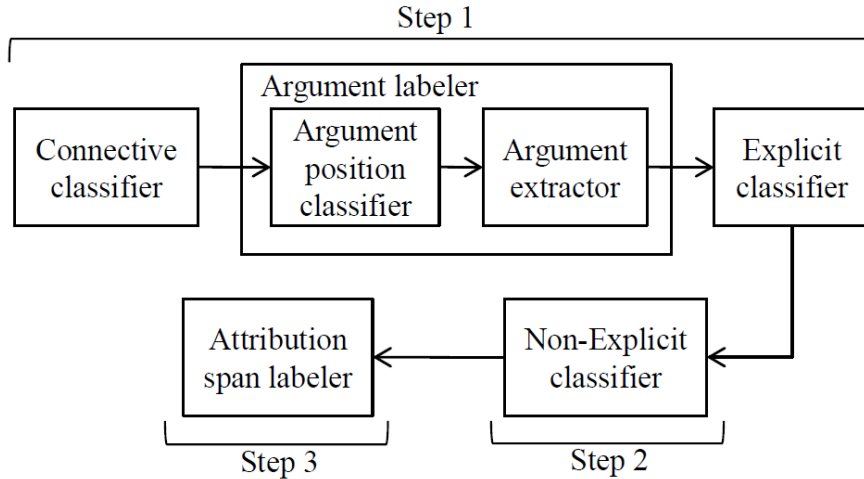 Step 1
Argument labeler
Connective
classifier
Argument
position
classifier
Argument
extractor
Explicit
classifier
Attribution
span labeler
Non-Explicit
classifier
Step 3
Step 2